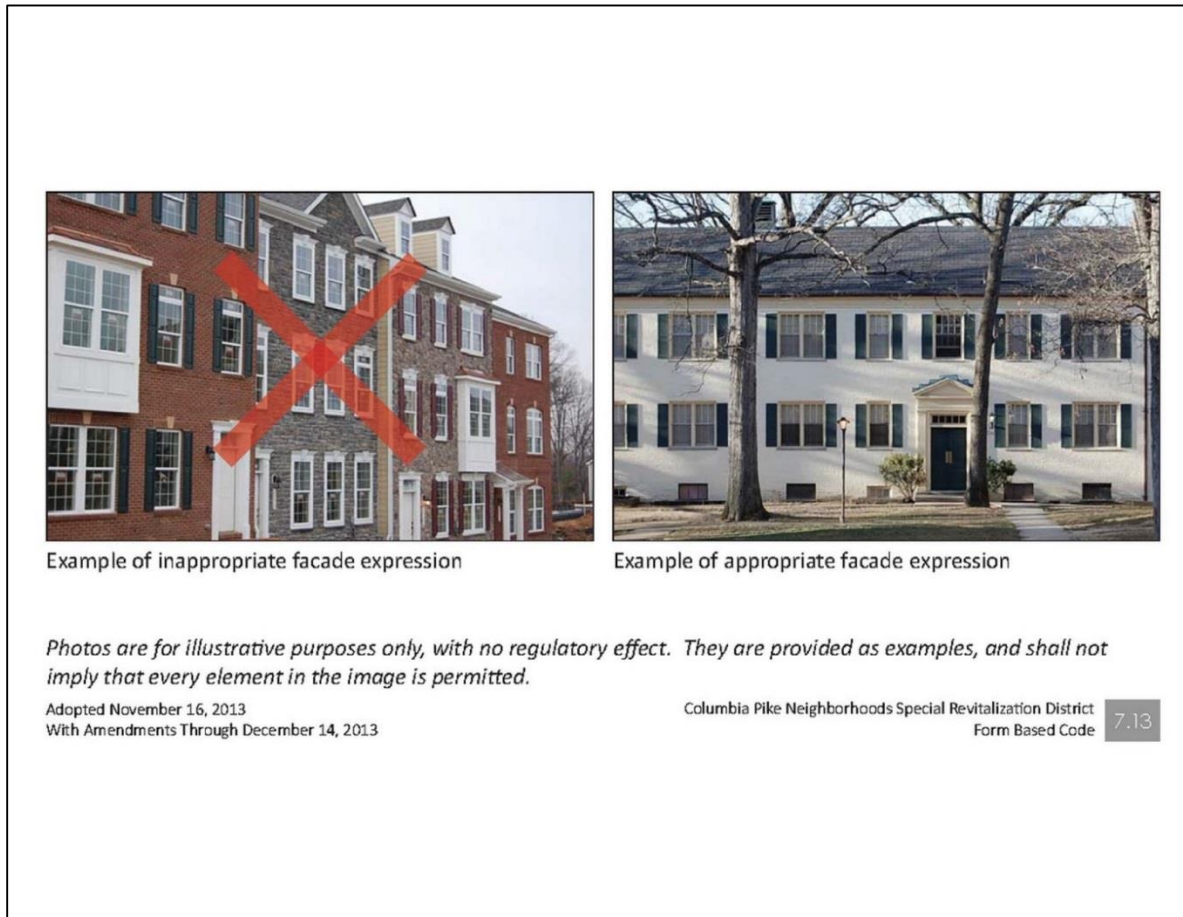 Example of inappropriate facade expression
Example of appropriate facade expression
Photos are for illustrative purposes only, with no regulatory effect.  They are provided as examples, and shall not
imply that every element in the image is permitted.
Adopted November 16, 2013
With Amendments Through December 14, 2013
Columbia Pike Neighborhoods Special Revitalization District
Form Based Code
7.13